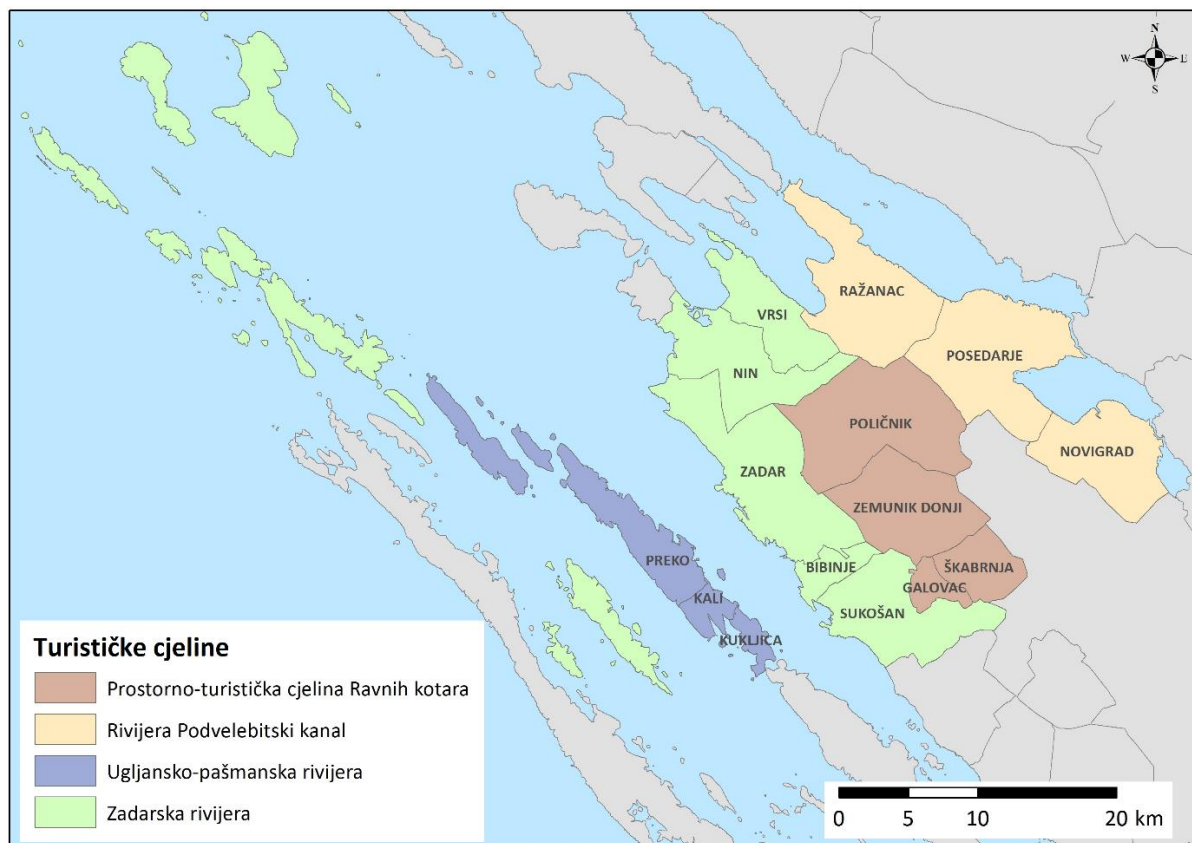 N
W E
S
RAŽANAC
VRSI
POSEDARJE
NIN
POLIČNIK
NOVIGRAD
ZADAR
ZEMUNIK DONJI
PREKO
BIBINJE
ŠKABRNJA
GALOVAC
KALI
SUKOŠAN
KUKLJICA
Turističke cjeline
Prostorno-turistička cjelina Ravnih kotara
Rivijera Podvelebitski kanal
Ugljansko-pašmanska rivijera
Zadarska rivijera
0 5 10 20 km